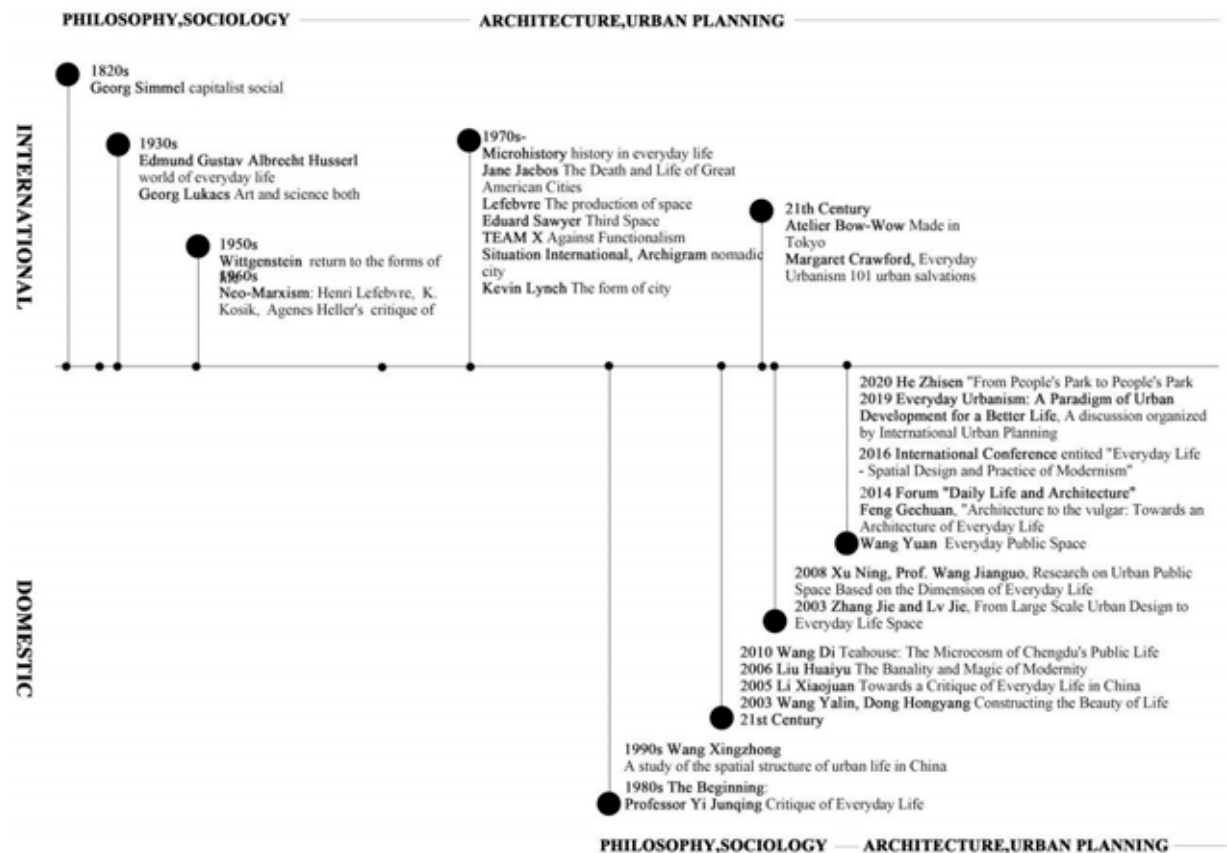 PHILOSOPHY,SOCIOLOGY
ARCHITECTURE,URBAN PLANNING
INTERNATIONAL
1820s
Georg Simmel capitalist social
1930s
Edmund Gustav Albrecht Husserl
world of everyday life
Georg Lukacs Art and science both
1950s
Wittgenstein return to the forms of
1960s
Neo-Marxism: Henri Lefebvre, K.
Kosik, Agenes Heller's critique of
1970s-
Microhistory history in everyday life
Jane Jacbos The Death and Life of Great
American Cities
Lefebvre The production of space
Eduard Sawyer Third Space
TEAM X Against Functionalism
Situation International, Archigram nomadic
city
Kevin Lynch The form of city
21th Century
Atelier Bow-Wow Made in
Tokyo
Margaret Crawford, Everyday
Urbanism 101 urban salvations
DOMESTIC
2020 He Zhisen "From People's Park to People's Park
2019 Everyday Urbanism: A Paradigm of Urban
Development for a Better Life, A discussion organized
by International Urban Planning
2016 International Conference entited "Everyday Life
- Spatial Design and Practice of Modernism"
2014 Forum "Daily Life and Architecture"
Feng Gechuan, "Architecture to the vulgar: Towards an
Architecture of Everyday Life
Wang Yuan Everyday Public Space
2008 Xu Ning, Prof. Wang Jianguo, Research on Urban Public
Space Based on the Dimension of Everyday Life
2003 Zhang Jie and Lv Jie, From Large Scale Urban Design to
Everyday Life Space
2010 Wang Di Teahouse: The Microcosm of Chengdu's Public Life
2006 Liu Huaiyu The Banality and Magic of Modernity
2005 Li Xiaojuan Towards a Critique of Everyday Life in China
2003 Wang Yalin, Dong Hongyang Constructing the Beauty of Life
21st Century
1990s Wang Xingzhong
A study of the spatial structure of urban life in China
1980s The Beginning:
Professor Yi Junqing Critique of Everyday Life
PHILOSOPHY,SOCIOLOGY
ARCHITECTURE,URBAN PLANNING